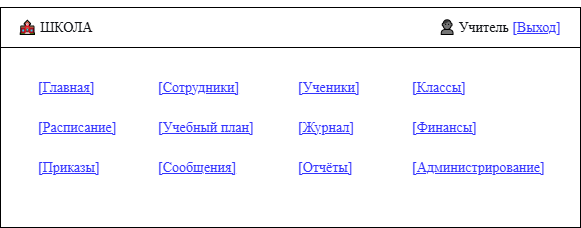 ШКОЛА Учитель [Выход]
[Главная] [Сотрудники] [Ученики] [Классы]
[Расписание] [Учебный план] [Журнал] [Финансы]
[Приказы] [Сообщения] [Отчёты] [Администрирование]